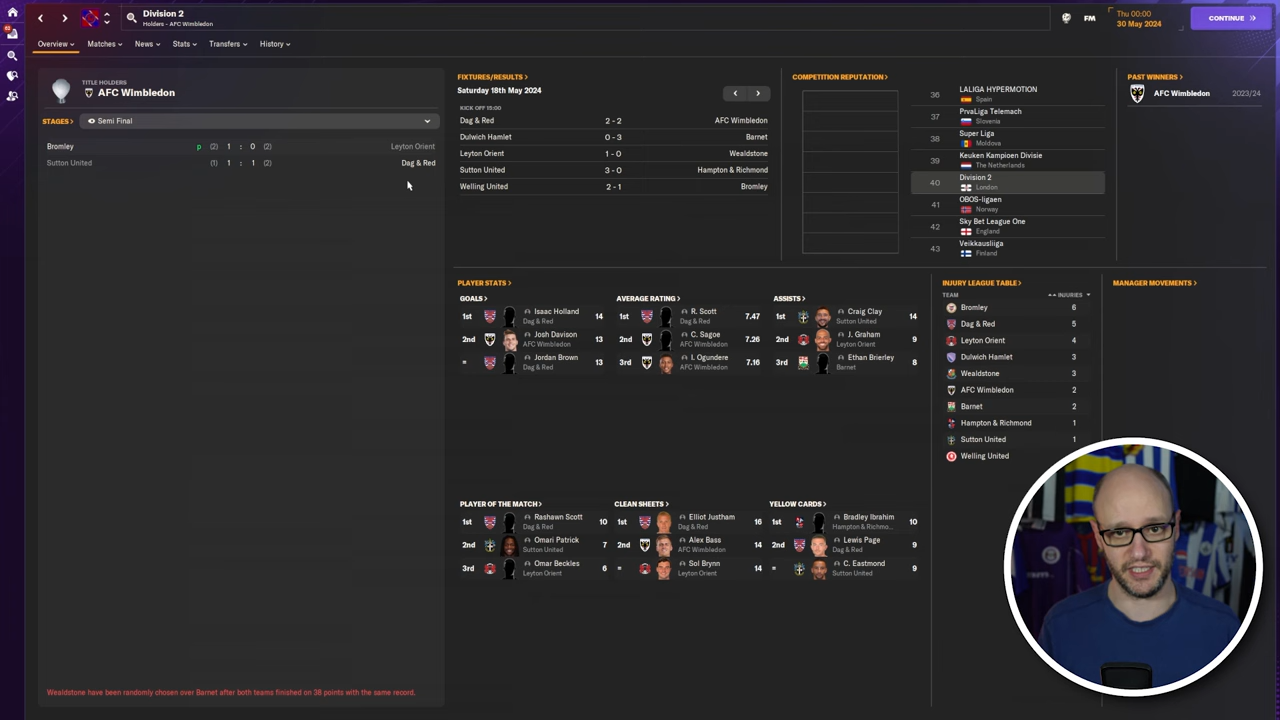 Division 2
Holders - AFC Wimbledon
FM
Thu 00:00
30 May 2024
CONTINUE
Overview
Matches
News
Stats
Transfers
History
TITLE HOLDERS
AFC Wimbledon
STAGES
Semi Final
Bromley p (2) 1 : 0 (2) Leyton Orient
Sutton United (1) 1 : 1 (2) Dag & Red
Wealdstone have been randomly chosen over Barnet after both teams finished on 38 points with the same record.
FIXTURES/RESULTS
Saturday 18th May 2024
KICK OFF 15:00
Dag & Red 2 - 2 AFC Wimbledon
Dulwich Hamlet 0 - 3 Barnet
Leyton Orient 1 - 0 Wealdstone
Sutton United 3 - 0 Hampton & Richmond
Welling United 2 - 1 Bromley
COMPETITION REPUTATION
36 LALIGA HYPERMOTION
Spain
37 PrvaLiga Telemach
Slovenia
38 Super Liga
Moldova
39 Keuken Kampioen Divisie
The Netherlands
40 Division 2
London
41 OBOS-ligaen
Norway
42 Sky Bet League One
England
43 Veikkausliiga
Finland
PAST WINNERS
AFC Wimbledon 2023/24
PLAYER STATS
GOALS
1st Isaac Holland 14
Dag & Red
2nd Josh Davison 13
AFC Wimbledon
= Jordan Brown 13
Dag & Red
AVERAGE RATING
1st R. Scott 7.47
Dag & Red
2nd C. Sagoe 7.26
AFC Wimbledon
3rd I. Ogundere 7.16
AFC Wimbledon
ASSISTS
1st Craig Clay 14
Sutton United
2nd J. Graham 9
Leyton Orient
3rd Ethan Brierley 8
Barnet
PLAYER OF THE MATCH
1st Rashawn Scott 10
Dag & Red
2nd Omari Patrick 7
Sutton United
3rd Omar Beckles 6
Leyton Orient
CLEAN SHEETS
1st Elliot Justham 16
Dag & Red
2nd Alex Bass 14
AFC Wimbledon
= Sol Brynn 14
Leyton Orient
YELLOW CARDS
1st Bradley Ibrahim 10
Hampton & Richmo...
2nd Lewis Page 9
Dag & Red
= C. Eastmond 9
Sutton United
INJURY LEAGUE TABLE
TEAM INJURIES
Bromley 6
Dag & Red 5
Leyton Orient 4
Dulwich Hamlet 3
Wealdstone 3
AFC Wimbledon 2
Barnet 2
Hampton & Richmond 1
Sutton United 1
Welling United
MANAGER MOVEMENTS